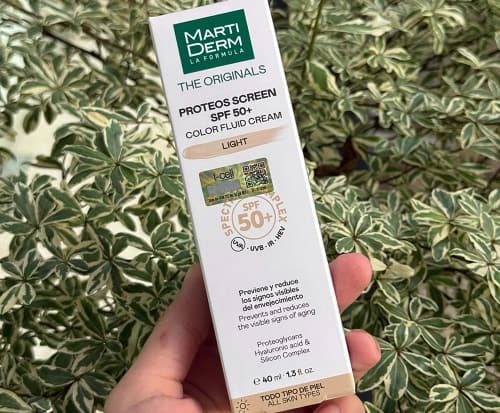 MARTI
DERM
LA FORMULA
THE ORIGINALS
PROTEOS SCREEN
SPF 50+
COLOR FLUID CREAM
LIGHT
t-cell
SPF
50+
UVA · UVB · IR · HEV
Previene y reduce
los signos visibles
del envejecimiento
Prevents and reduces
the visible signs of aging
Proteoglycans
Hyaluronic acid &
Silicon Complex
e 40 ml · 1.3 fl. oz.
TODO TIPO DE PIEL
ALL SKIN TYPES